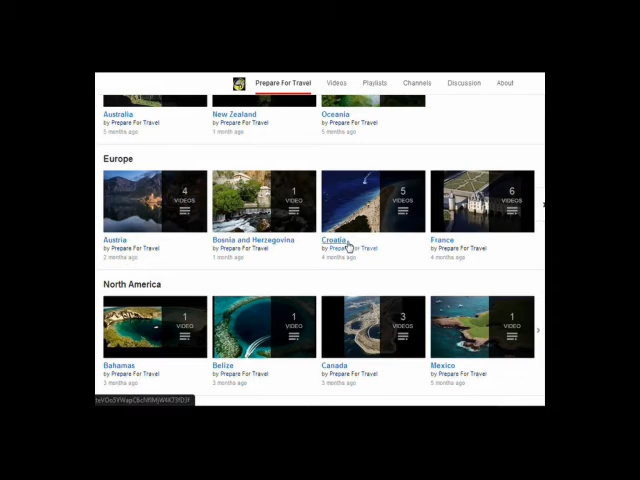 Prepare For Travel Videos Playlists Channels Discussion About
Australia New Zealand Oceania
by Prepare For Travel by Prepare For Travel by Prepare For Travel
5 months ago 1 month ago 5 months ago
Europe
4 1 5 6
VIDEOS VIDEO VIDEOS VIDEOS
Austria Bosnia and Herzegovina Croatia France
by Prepare For Travel by Prepare For Travel by Prepare For Travel by Prepare For Travel
2 months ago 1 month ago 4 months ago 4 months ago
North America
1 1 3 1
VIDEO VIDEO VIDEOS VIDEO
Bahamas Belize Canada Mexico
by Prepare For Travel by Prepare For Travel by Prepare For Travel by Prepare For Travel
3 months ago 3 months ago 3 months ago 5 months ago